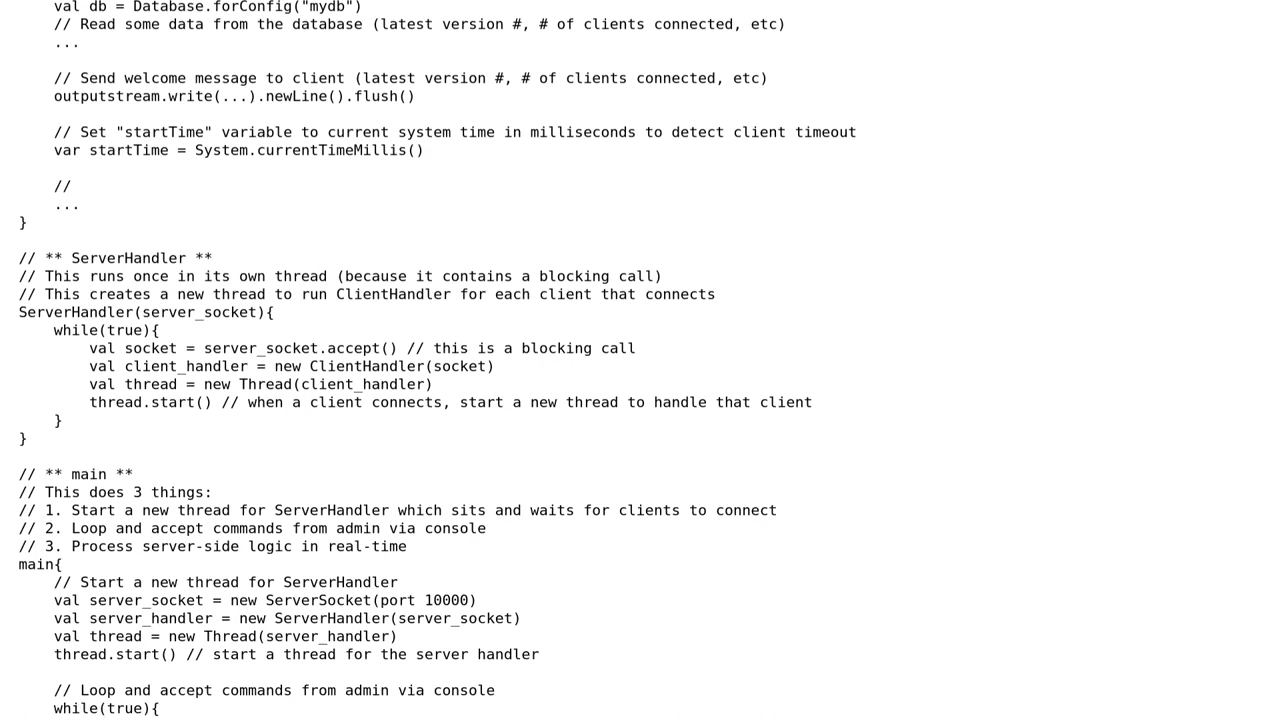 val db = Database.forConfig("mydb")
// Read some data from the database (latest version #, # of clients connected, etc)
...
// Send welcome message to client (latest version #, # of clients connected, etc)
outputstream.write(...).newLine().flush()
// Set "startTime" variable to current system time in milliseconds to detect client timeout
var startTime = System.currentTimeMillis()
//
...
}
// ** ServerHandler **
// This runs once in its own thread (because it contains a blocking call)
// This creates a new thread to run ClientHandler for each client that connects
ServerHandler(server_socket){
while(true){
val socket = server_socket.accept() // this is a blocking call
val client_handler = new ClientHandler(socket)
val thread = new Thread(client_handler)
thread.start() // when a client connects, start a new thread to handle that client
}
}
// ** main **
// This does 3 things:
// 1. Start a new thread for ServerHandler which sits and waits for clients to connect
// 2. Loop and accept commands from admin via console
// 3. Process server-side logic in real-time
main{
// Start a new thread for ServerHandler
val server_socket = new ServerSocket(port 10000)
val server_handler = new ServerHandler(server_socket)
val thread = new Thread(server_handler)
thread.start() // start a thread for the server handler
// Loop and accept commands from admin via console
while(true){